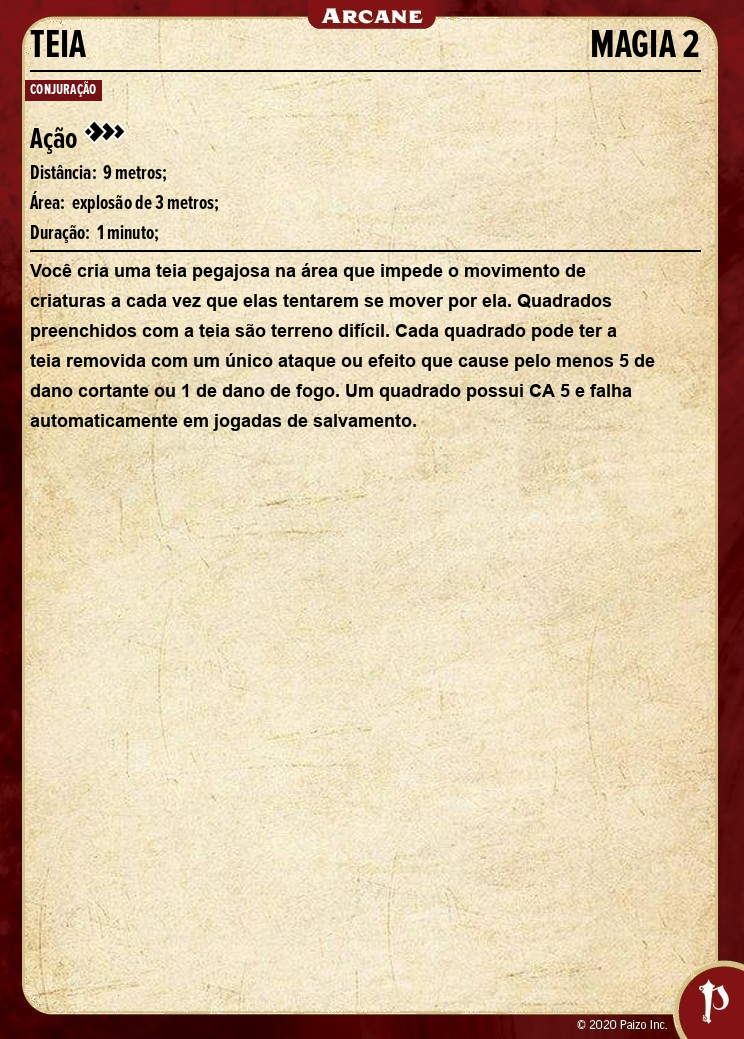 ARCANE
TEIA MAGIA 2
CONJURAÇÃO
Ação
Distância: 9 metros;
Área: explosão de 3 metros;
Duração: 1 minuto;
Você cria uma teia pegajosa na área que impede o movimento de
criaturas a cada vez que elas tentarem se mover por ela. Quadrados
preenchidos com a teia são terreno difícil. Cada quadrado pode ter a
teia removida com um único ataque ou efeito que cause pelo menos 5 de
dano cortante ou 1 de dano de fogo. Um quadrado possui CA 5 e falha
automaticamente em jogadas de salvamento.
© 2020 Paizo Inc.
P